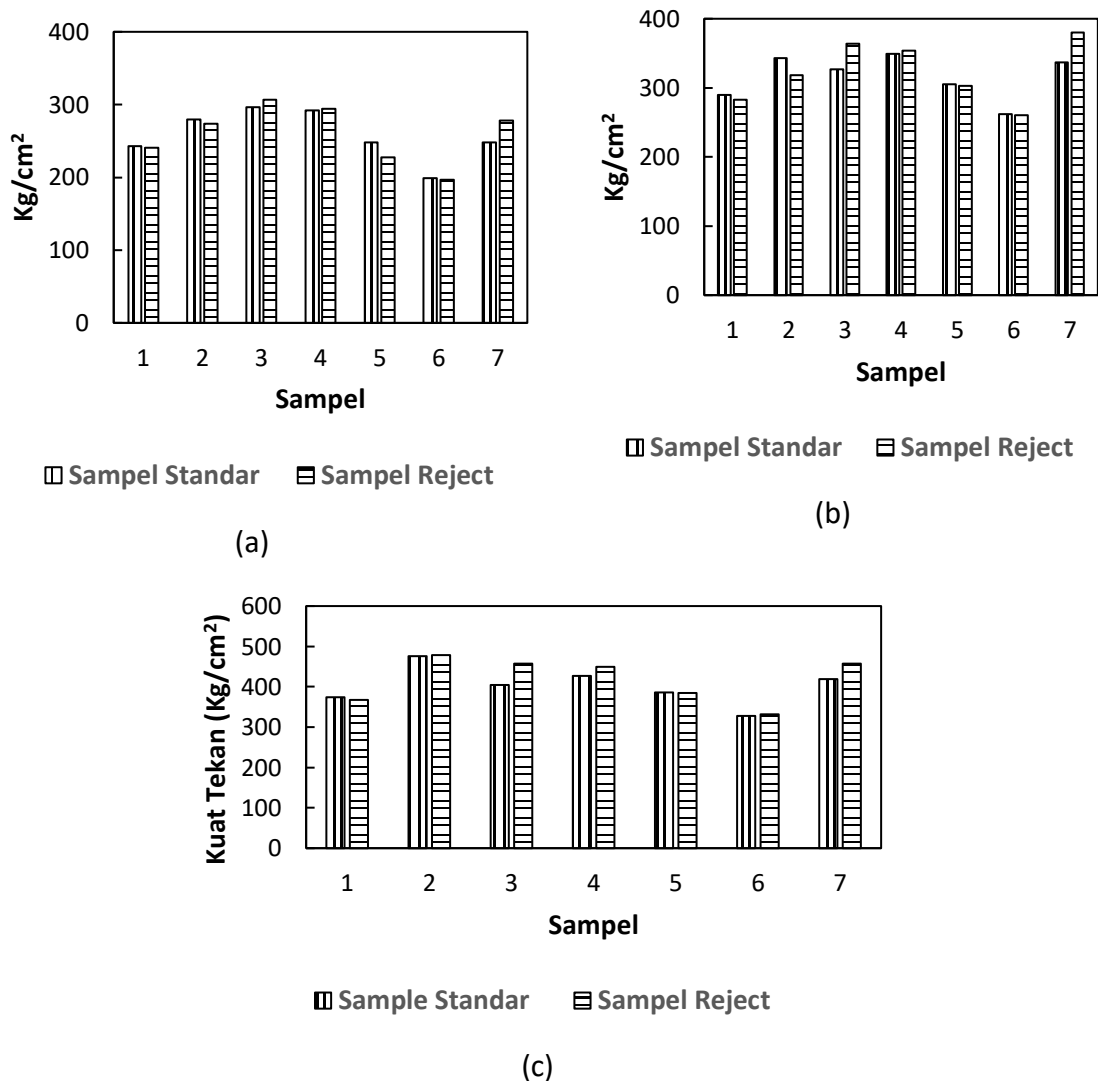 400
300
200
100
0
Kg/cm²
1 2 3 4 5 6 7
Sampel
Sampel Standar Sampel Reject
(a)
400
300
200
100
0
Kg/cm²
1 2 3 4 5 6 7
Sampel
Sampel Standar Sampel Reject
(b)
600
500
400
300
200
100
0
Kuat Tekan (Kg/cm²)
1 2 3 4 5 6 7
Sampel
Sample Standar Sampel Reject
(c)